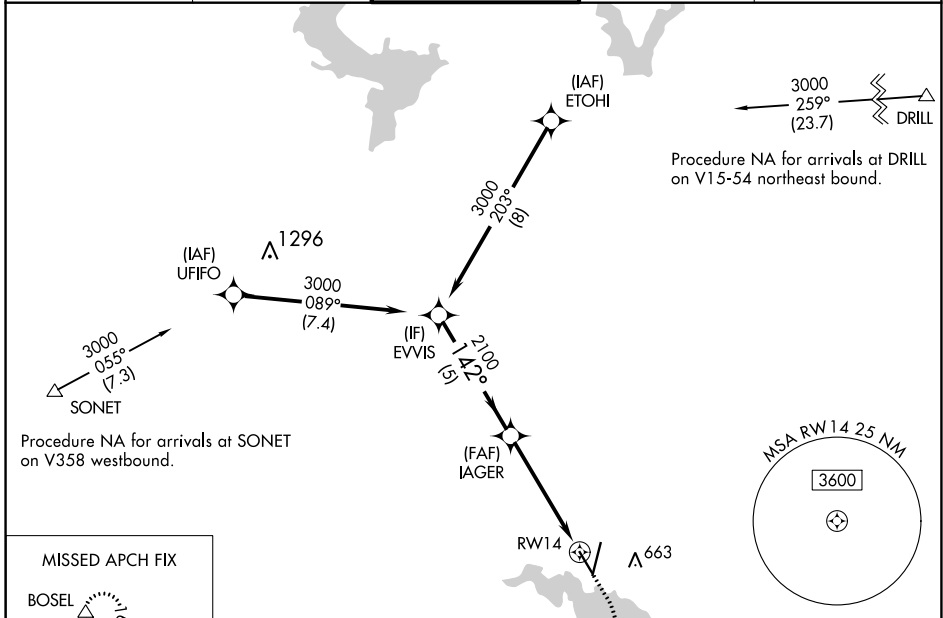 (IAF)
ETOHI
3000
259°
(23.7)
DRILL
Procedure NA for arrivals at DRILL
on V15-54 northeast bound.
3000
203°
(8)
1296
(IAF)
UFIFO
3000
089°
(7.4)
(IF)
EVVIS
3000
055°
(7.3)
SONET
Procedure NA for arrivals at SONET
on V358 westbound.
2100
142°
(5)
(FAF)
IAGER
MSA RW14 25 NM
3600
RW14
663
MISSED APCH FIX
BOSEL